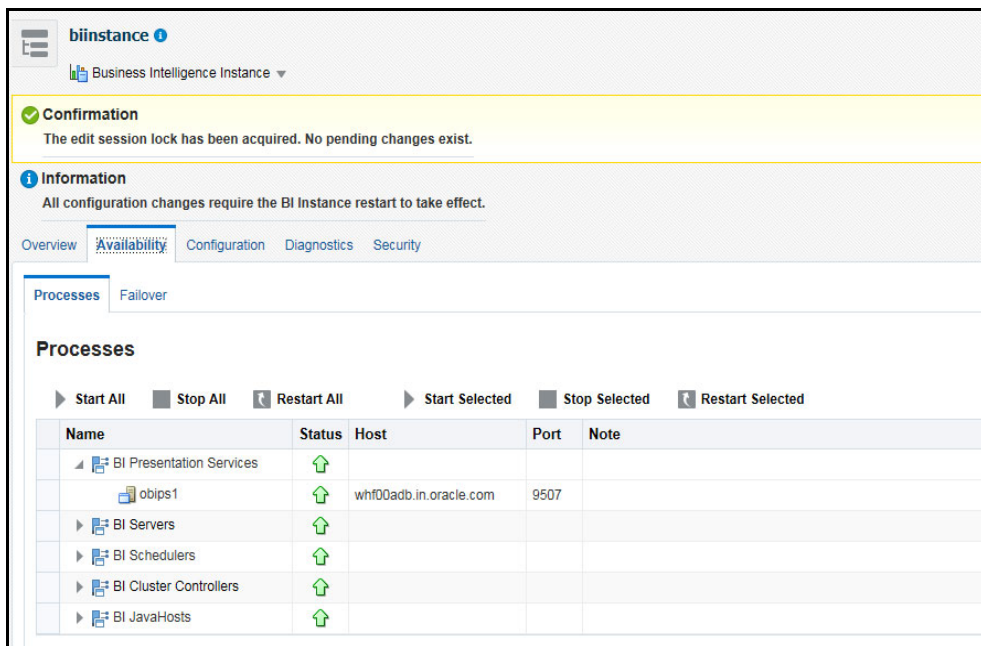 biinstance
Business Intelligence Instance
Confirmation
The edit session lock has been acquired. No pending changes exist.
Information
All configuration changes require the BI Instance restart to take effect.
Overview Availability Configuration Diagnostics Security
Processes Failover
Processes
Start All Stop All Restart All Start Selected Stop Selected Restart Selected
Name Status Host Port Note
BI Presentation Services
obips1 whf00adb.in.oracle.com 9507
BI Servers
BI Schedulers
BI Cluster Controllers
BI JavaHosts